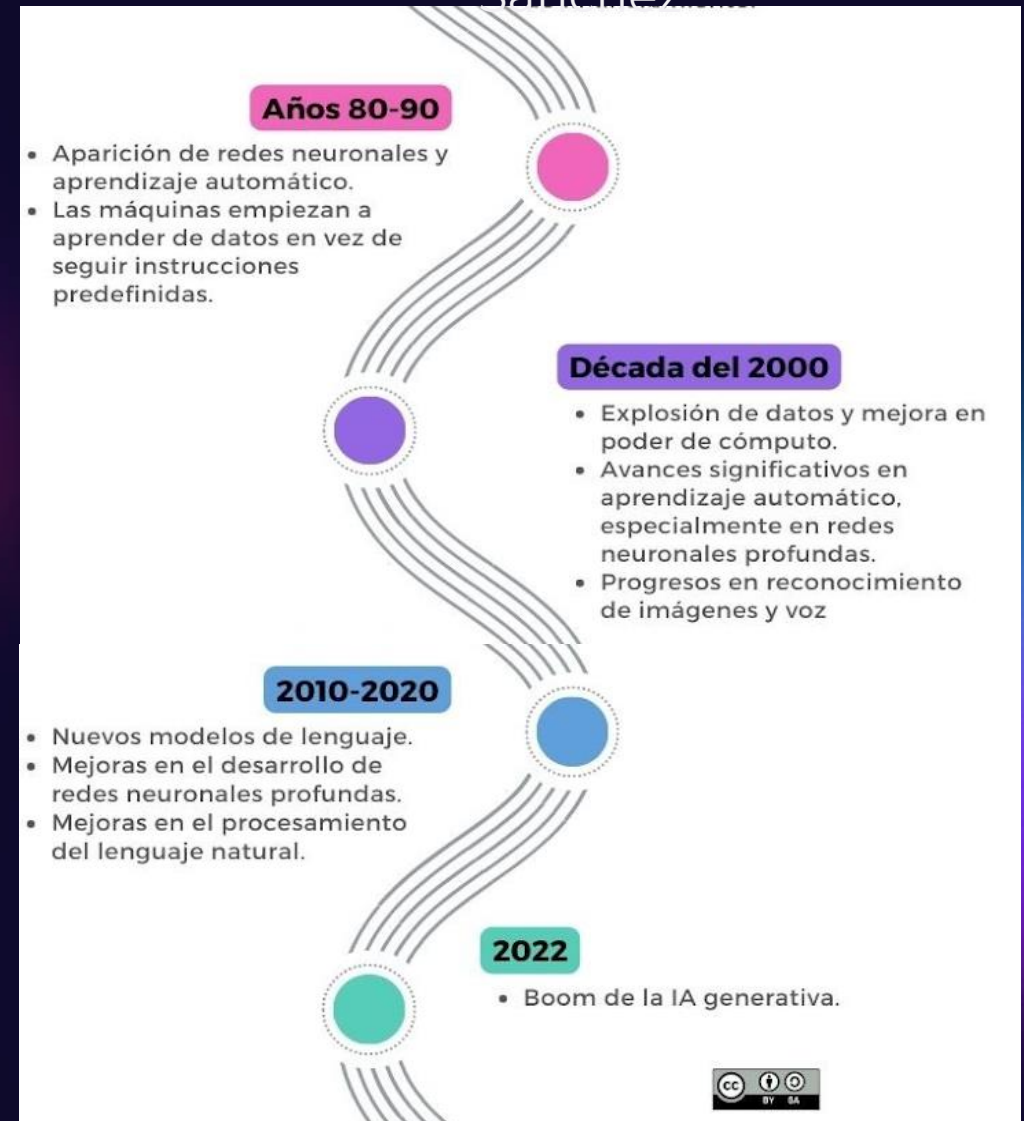 Años 80-90
• Aparición de redes neuronales y
aprendizaje automático.
• Las máquinas empiezan a
aprender de datos en vez de
seguir instrucciones
predefinidas.
Década del 2000
• Explosión de datos y mejora en
poder de cómputo.
• Avances significativos en
aprendizaje automático,
especialmente en redes
neuronales profundas.
• Progresos en reconocimiento
de imágenes y voz
2010-2020
• Nuevos modelos de lenguaje.
• Mejoras en el desarrollo de
redes neuronales profundas.
• Mejoras en el procesamiento
del lenguaje natural.
2022
• Boom de la IA generativa.
cc
BY SA